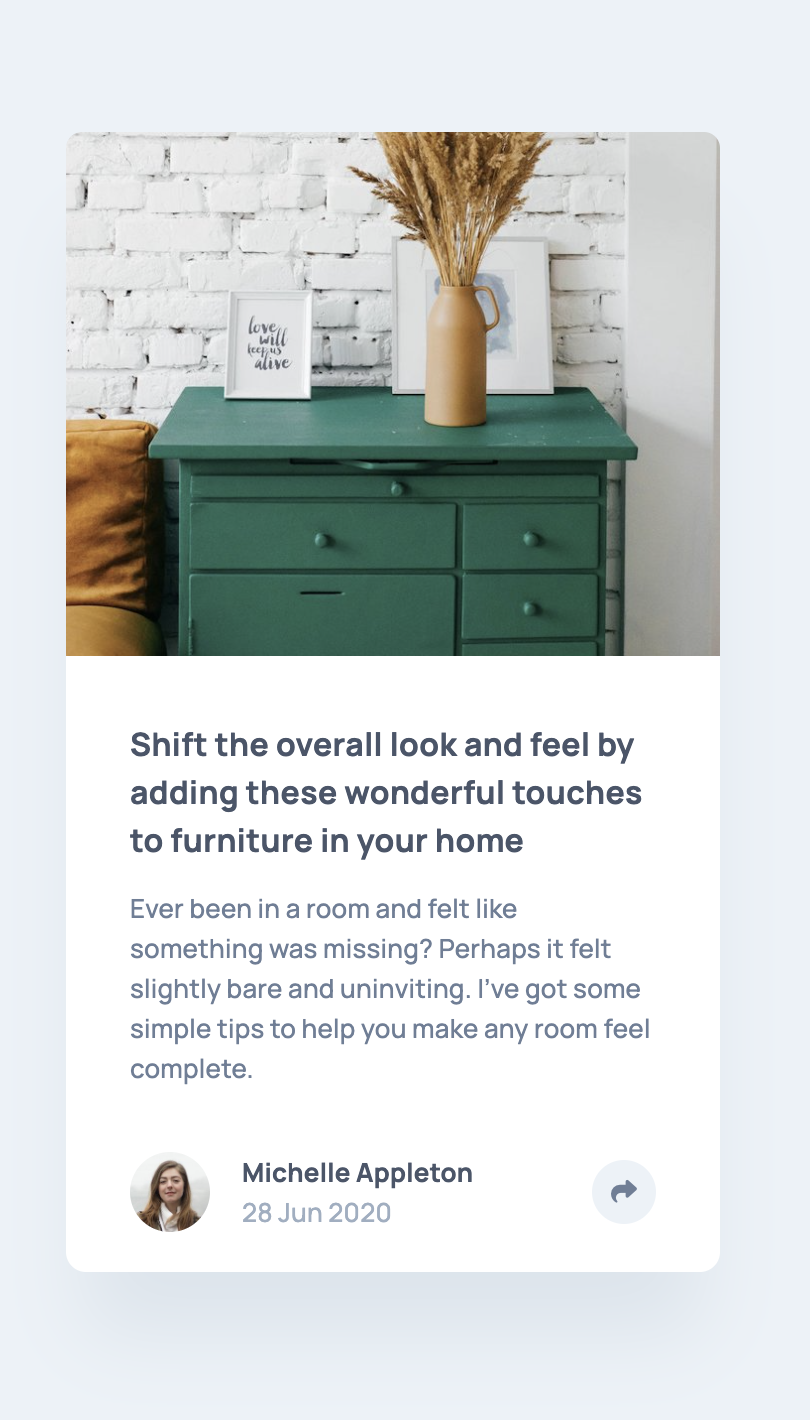 love
will
keep us
alive
Shift the overall look and feel by
adding these wonderful touches
to furniture in your home
Ever been in a room and felt like
something was missing? Perhaps it felt
slightly bare and uninviting. I’ve got some
simple tips to help you make any room feel
complete.
Michelle Appleton
28 Jun 2020